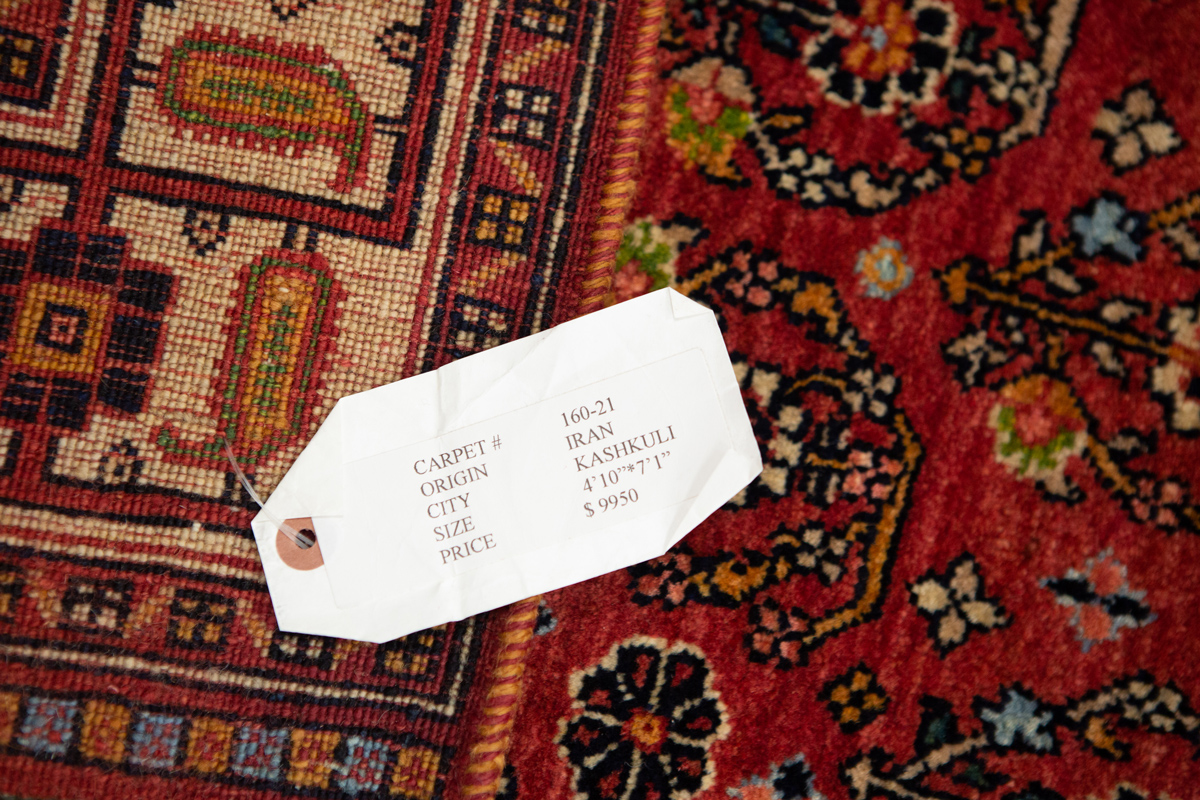 CARPET # 160-21
ORIGIN IRAN
CITY KASHKULI
SIZE 4’10”*7’1”
PRICE $ 9950